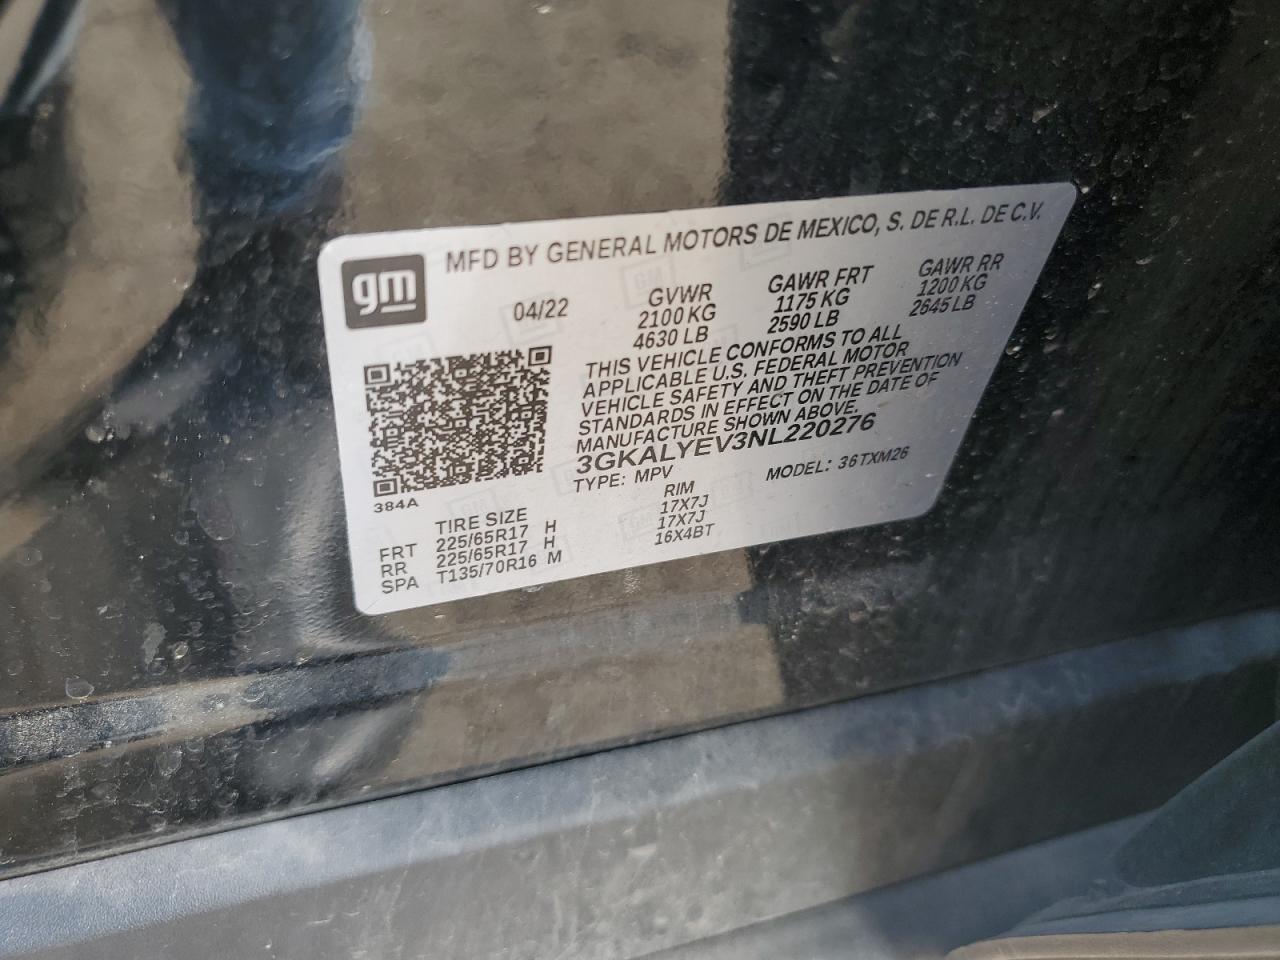 gm
MFD BY GENERAL MOTORS DE MEXICO, S. DE R.L. DE C.V.
04/22
GVWR
2100 KG
4630 LB
GAWR FRT
1175 KG
2590 LB
GAWR RR
1200 KG
2645 LB
THIS VEHICLE CONFORMS TO ALL
APPLICABLE U.S. FEDERAL MOTOR
VEHICLE SAFETY AND THEFT PREVENTION
STANDARDS IN EFFECT ON THE DATE OF
MANUFACTURE SHOWN ABOVE.
3GKALYEV3NL220276
TYPE: MPV
MODEL: 36TXM26
384A
TIRE SIZE
RIM
FRT 225/65R17 H 17X7J
RR 225/65R17 H 17X7J
SPA T135/70R16 M 16X4BT